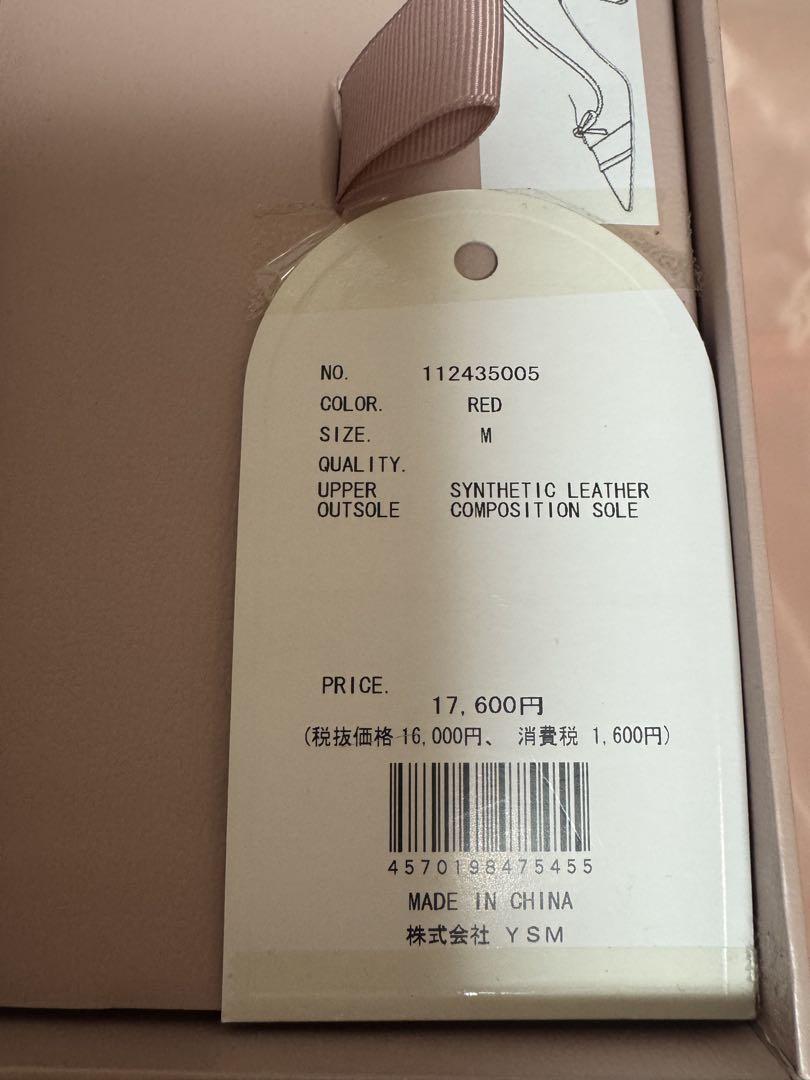 NO. 112435005
COLOR. RED
SIZE. M
QUALITY.
UPPER SYNTHETIC LEATHER
OUTSOLE COMPOSITION SOLE
PRICE.
17,600円
(税抜価格 16,000円、 消費税 1,600円)
4570198475455
MADE IN CHINA
株式会社 YSM